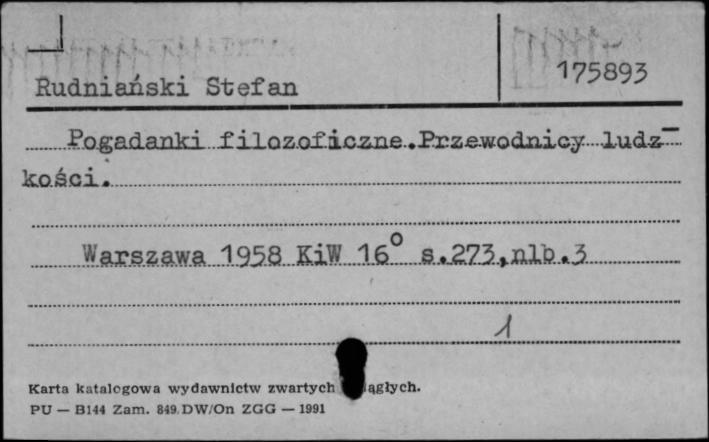 175893
Rudniański Stefan
Pogadanki filozoficzne.Przewodnicy ludz-
kości.
Warszawa 1958 KiW 16° s.273,nlb.3
1
Karta katalogowa wydawnictw zwartych ągłych.
PU — B144 Zam. 849. DW/On ZGG — 1991